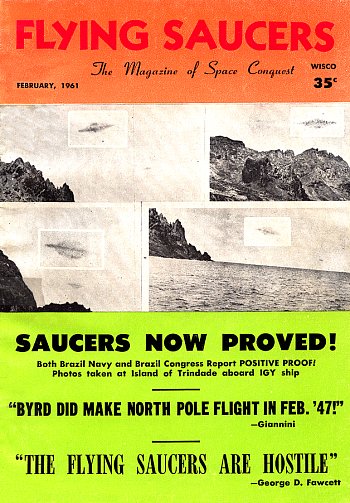 FLYING SAUCERS
The Magazine of Space Conquest
WISCO
FEBRUARY, 1961
35c
SAUCERS NOW PROVED!
Both Brazil Navy and Brazil Congress Report POSITIVE PROOF!
Photos taken at Island of Trindade aboard IGY ship
"BYRD DID MAKE NORTH POLE FLIGHT IN FEB. '47!"
—Giannini
"THE FLYING SAUCERS ARE HOSTILE"
—George D. Fawcett